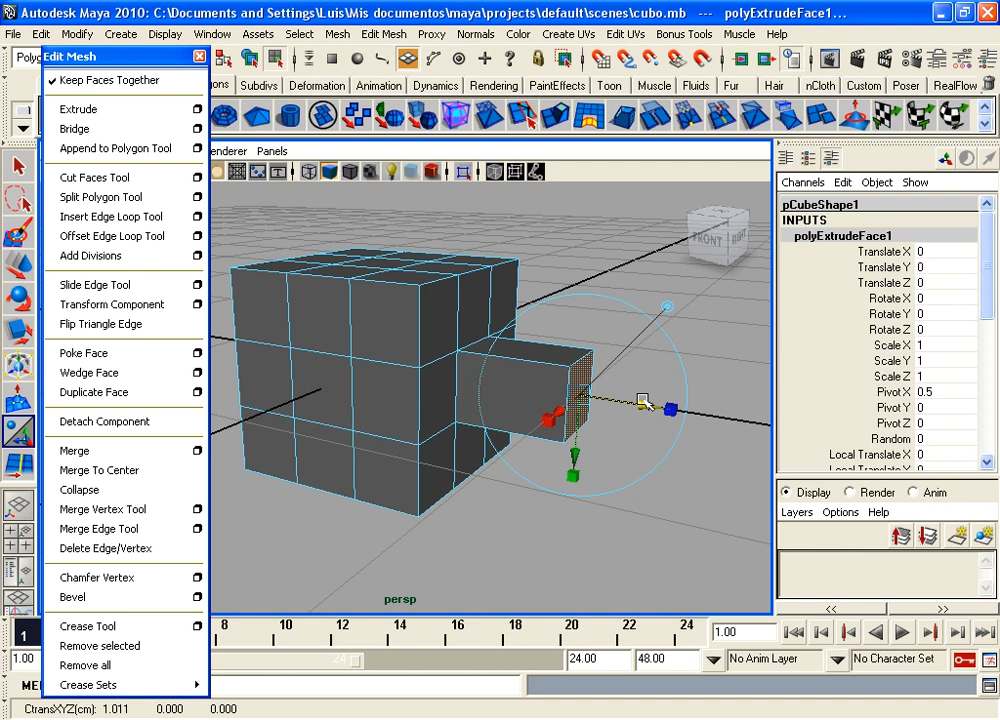 Autodesk Maya 2010: C:\Documents and Settings\Luis\Mis documentos\maya\projects\default\scenes\cubo.mb --- polyExtrudeFace1...
File Edit Modify Create Display Window Assets Select Mesh Edit Mesh Proxy Normals Color Create UVs Edit UVs Bonus Tools Muscle Help
Polyg
Edit Mesh
Keep Faces Together
Extrude
Bridge
Append to Polygon Tool
Cut Faces Tool
Split Polygon Tool
Insert Edge Loop Tool
Offset Edge Loop Tool
Add Divisions
Slide Edge Tool
Transform Component
Flip Triangle Edge
Poke Face
Wedge Face
Duplicate Face
Detach Component
Merge
Merge To Center
Collapse
Merge Vertex Tool
Merge Edge Tool
Delete Edge/Vertex
Chamfer Vertex
Bevel
Crease Tool
Remove selected
Remove all
Crease Sets
gons Subdivs Deformation Animation Dynamics Rendering PaintEffects Toon Muscle Fluids Fur Hair nCloth Custom Poser RealFlow
enderer Panels
FRONT RIGHT
persp
Channels Edit Object Show
pCubeShape1
INPUTS
polyExtrudeFace1
Translate X 0
Translate Y 0
Translate Z 0
Rotate X 0
Rotate Y 0
Rotate Z 0
Scale X 1
Scale Y 1
Scale Z 1
Pivot X 0.5
Pivot Y 0
Pivot Z 0
Random 0
Local Translate X 0
Local Translate Y 0
Display Render Anim
Layers Options Help
<< >>
1 8 10 12 14 16 18 20 22 24 1.00
1.00 24 24.00 48.00 No Anim Layer No Character Set
MEL
CtransXYZ(cm): 1.011 0.000 0.000